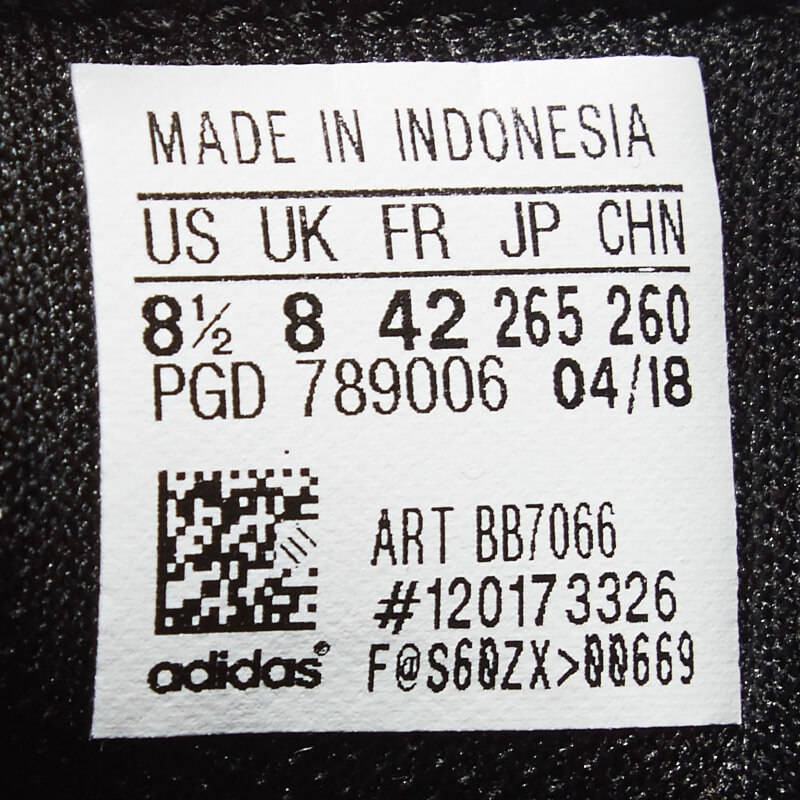 MADE IN INDONESIA
US UK FR JP CHN
8½ 8 42 265 260
PGD 789006 04/18
ART BB7066
#120173326
adidas® F@S60ZX>00669